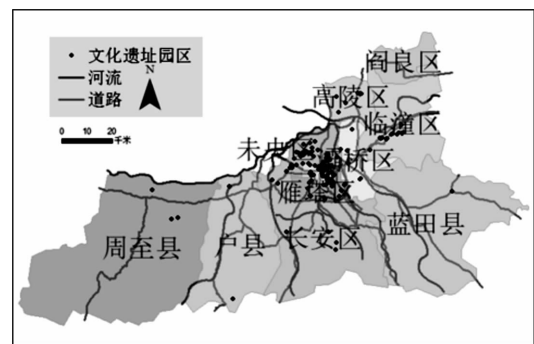 文化遗址园区
河流
道路
N
0 10 20
千米
阎良区
高陵区
临潼区
未央区
灞桥区
雁塔区
蓝田县
长安区
户县
周至县